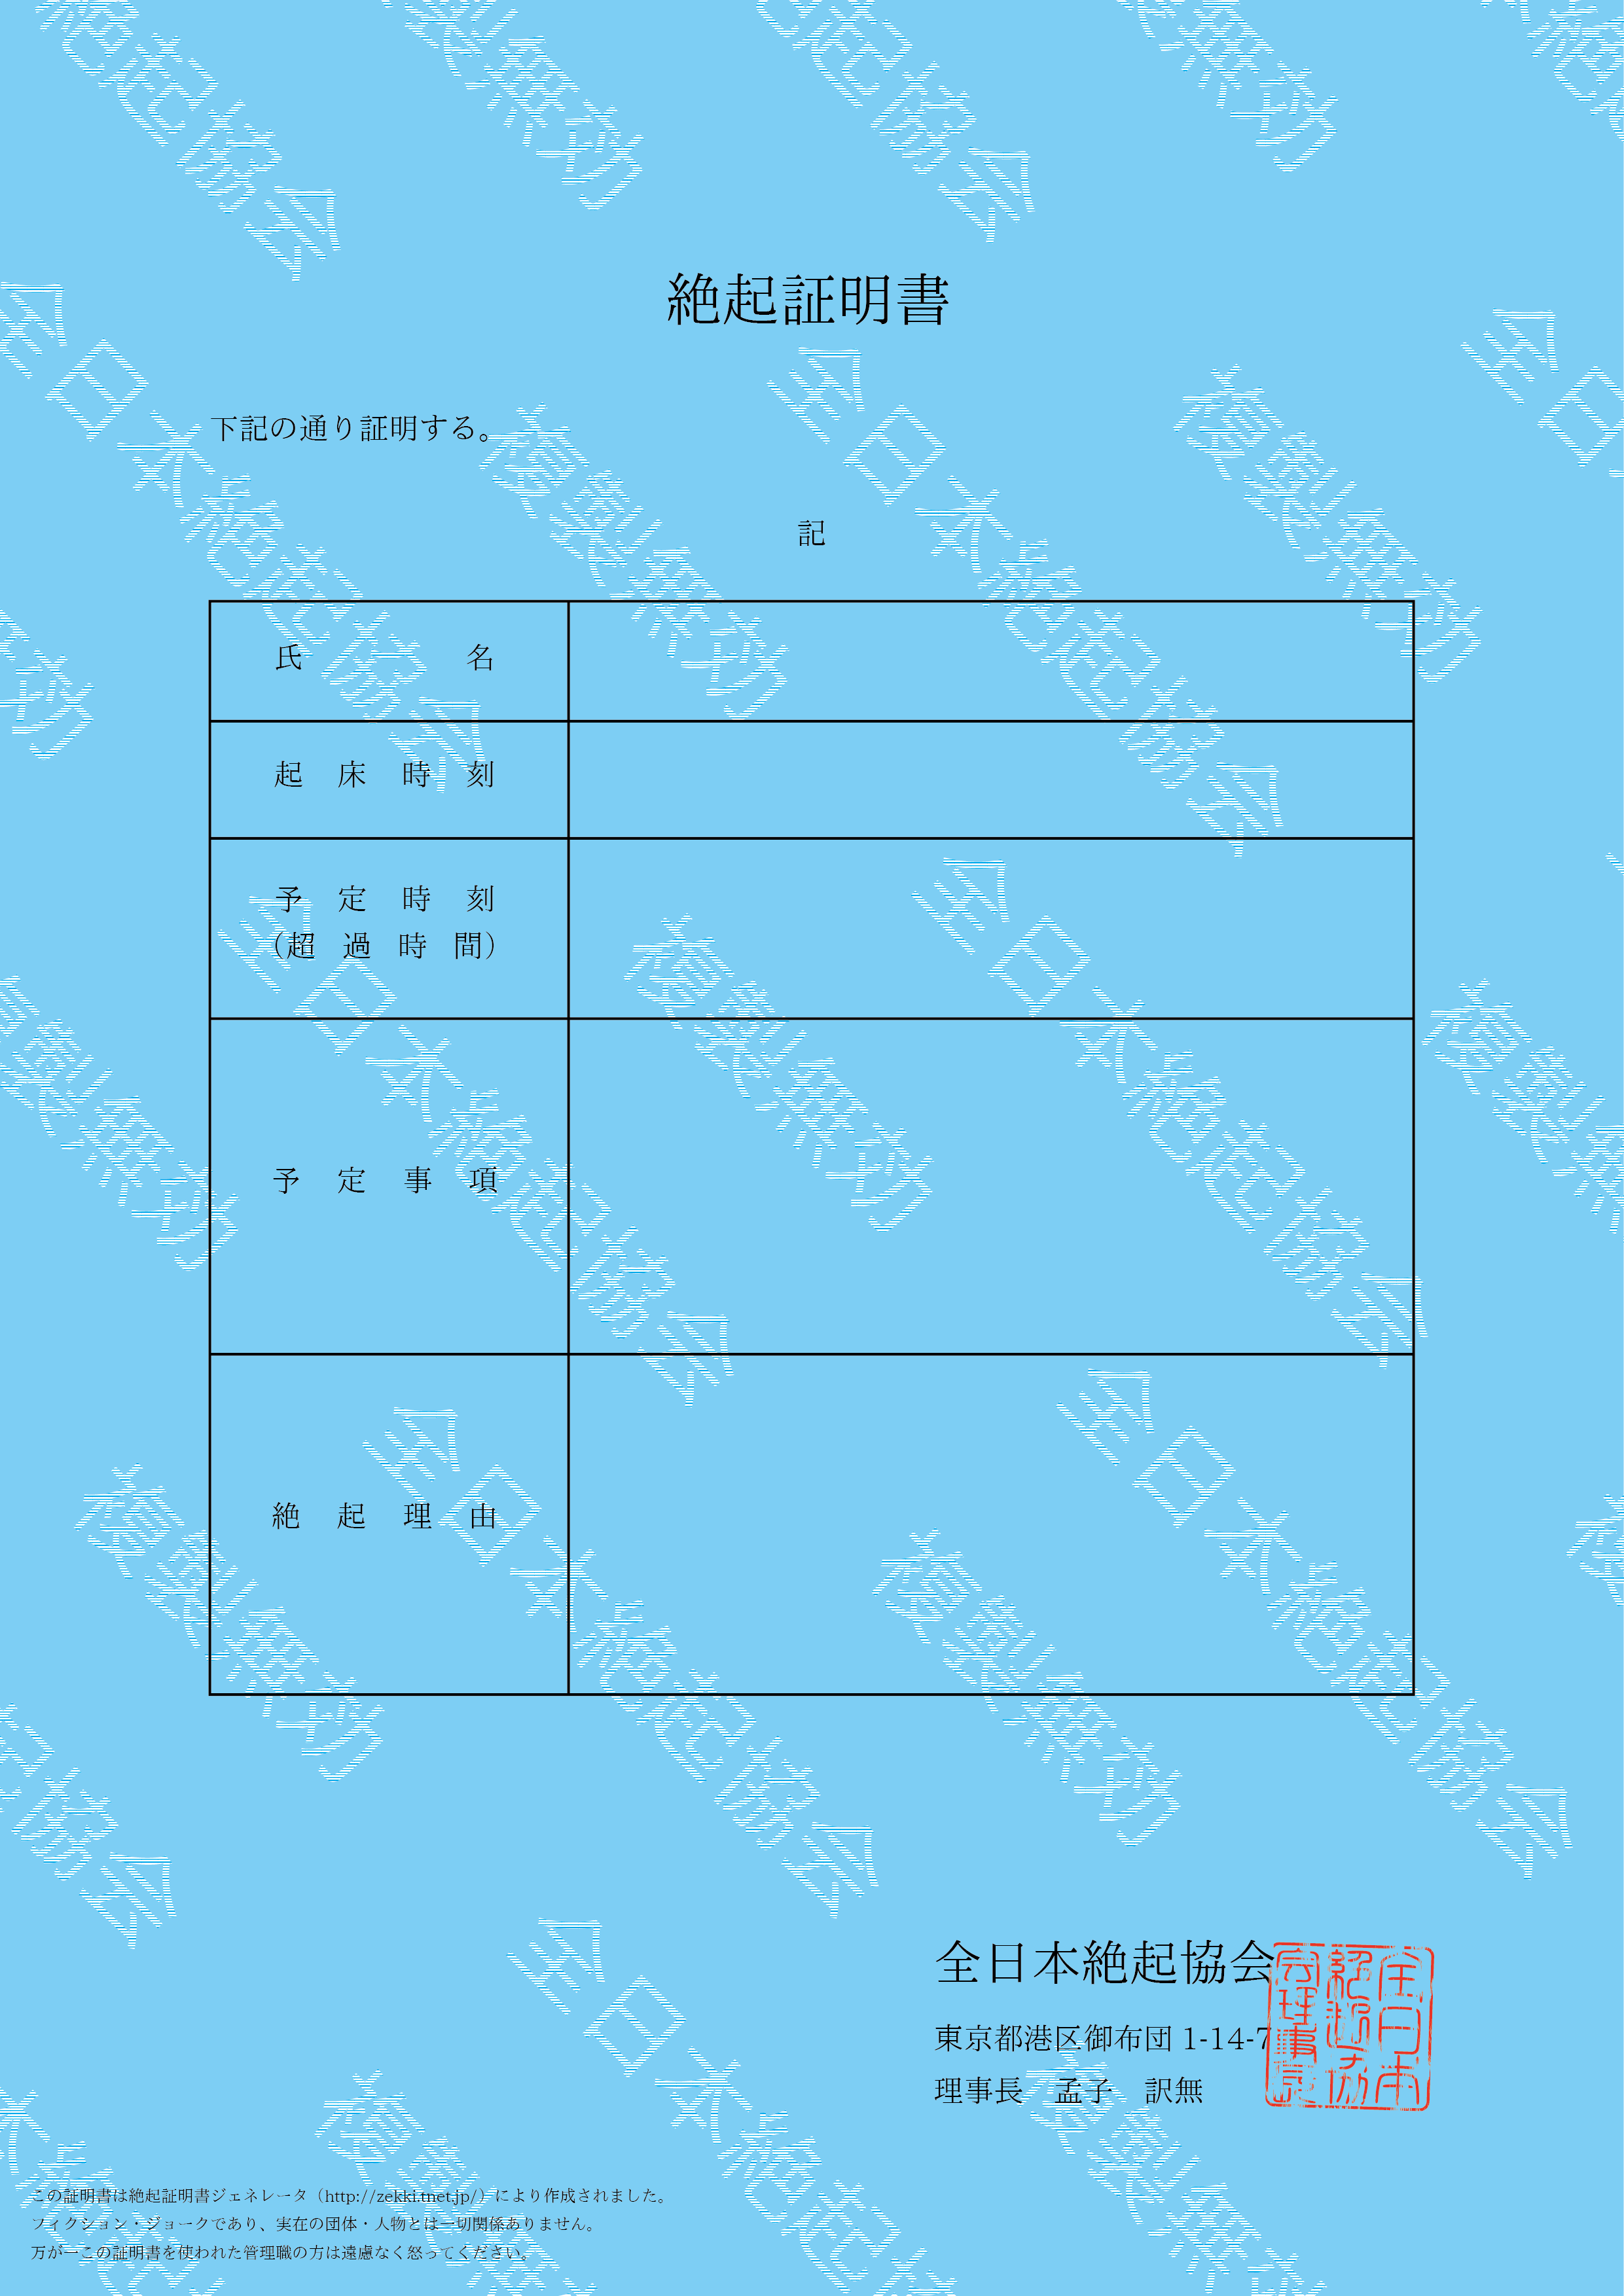 絶起証明書
下記の通り証明する。
記
氏名
起床時刻
予定時刻
（超過時間）
予定事項
絶起理由
全日本絶起協会
東京都港区御布団 1-14-7
理事長　孟子　訳無
全日本
絶起協
会理事長
この証明書は絶起証明書ジェネレータ（http://zekki.tnet.jp/）により作成されました。
フィクション・ジョークであり、実在の団体・人物とは一切関係ありません。
万が一この証明書を使われた管理職の方は遠慮なく怒ってください。